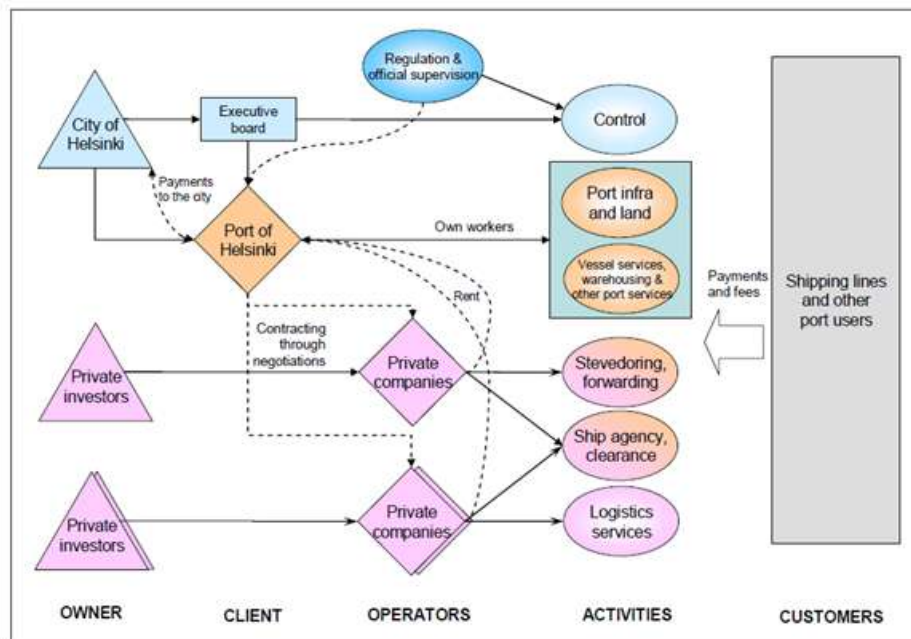 Regulation &
official supervision
City of
Helsinki
Executive
board
Control
Payments
to the city
Port of
Helsinki
Own workers
Port infra
and land
Vessel services,
warehousing &
other port services
Rent
Payments
and fees
Shipping lines
and other
port users
Contracting
through
negotiations
Private
investors
Private
companies
Stevedoring,
forwarding
Ship agency,
clearance
Private
investors
Private
companies
Logistics
services
OWNER
CLIENT
OPERATORS
ACTIVITIES
CUSTOMERS